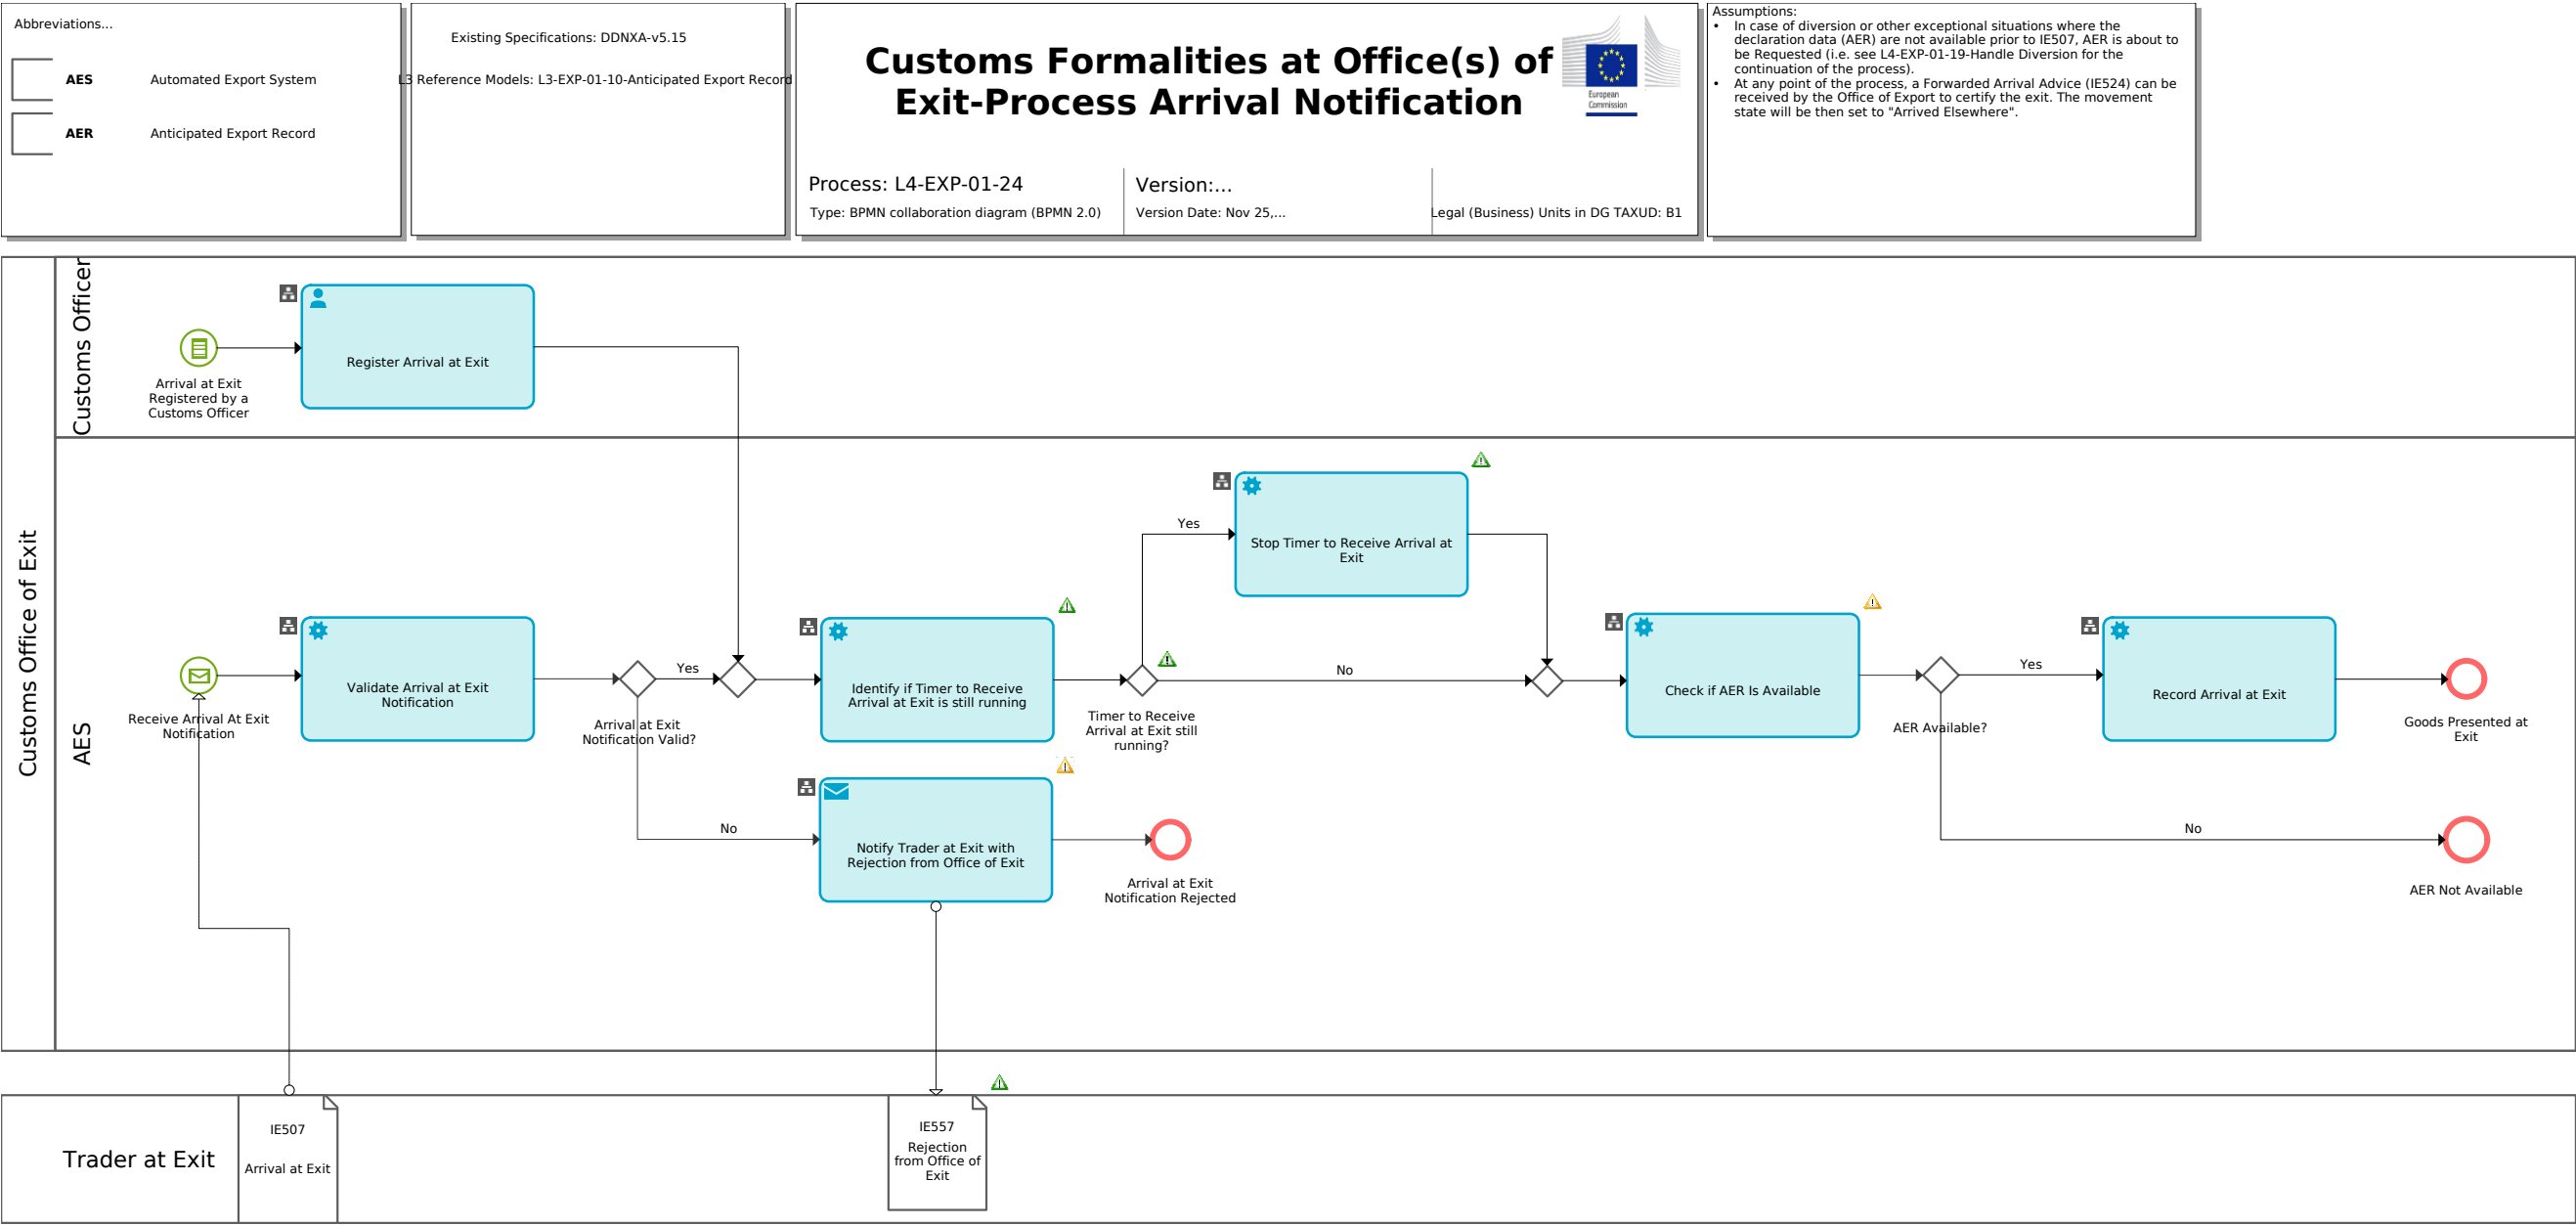 Abbreviations...
AES Automated Export System
AER Anticipated Export Record
Existing Specifications: DDNXA-v5.15
L3 Reference Models: L3-EXP-01-10-Anticipated Export Record
Customs Formalities at Office(s) of
Exit-Process Arrival Notification
European
Commission
Process: L4-EXP-01-24
Version:...
Type: BPMN collaboration diagram (BPMN 2.0)
Version Date: Nov 25,...
Legal (Business) Units in DG TAXUD: B1
Assumptions:
• In case of diversion or other exceptional situations where the
declaration data (AER) are not available prior to IE507, AER is about to
be Requested (i.e. see L4-EXP-01-19-Handle Diversion for the
continuation of the process).
• At any point of the process, a Forwarded Arrival Advice (IE524) can be
received by the Office of Export to certify the exit. The movement
state will be then set to "Arrived Elsewhere".
Customs Office of Exit
Customs Officer
Arrival at Exit
Registered by a
Customs Officer
Register Arrival at Exit
AES
Receive Arrival At Exit
Notification
Validate Arrival at Exit
Notification
Arrival at Exit
Notification Valid?
Yes
No
Identify if Timer to Receive
Arrival at Exit is still running
Timer to Receive
Arrival at Exit still
running?
Yes
No
Stop Timer to Receive Arrival at
Exit
Check if AER Is Available
AER Available?
Yes
No
Record Arrival at Exit
Goods Presented at
Exit
AER Not Available
Notify Trader at Exit with
Rejection from Office of Exit
Arrival at Exit
Notification Rejected
Trader at Exit
IE507
Arrival at Exit
IE557
Rejection
from Office of
Exit